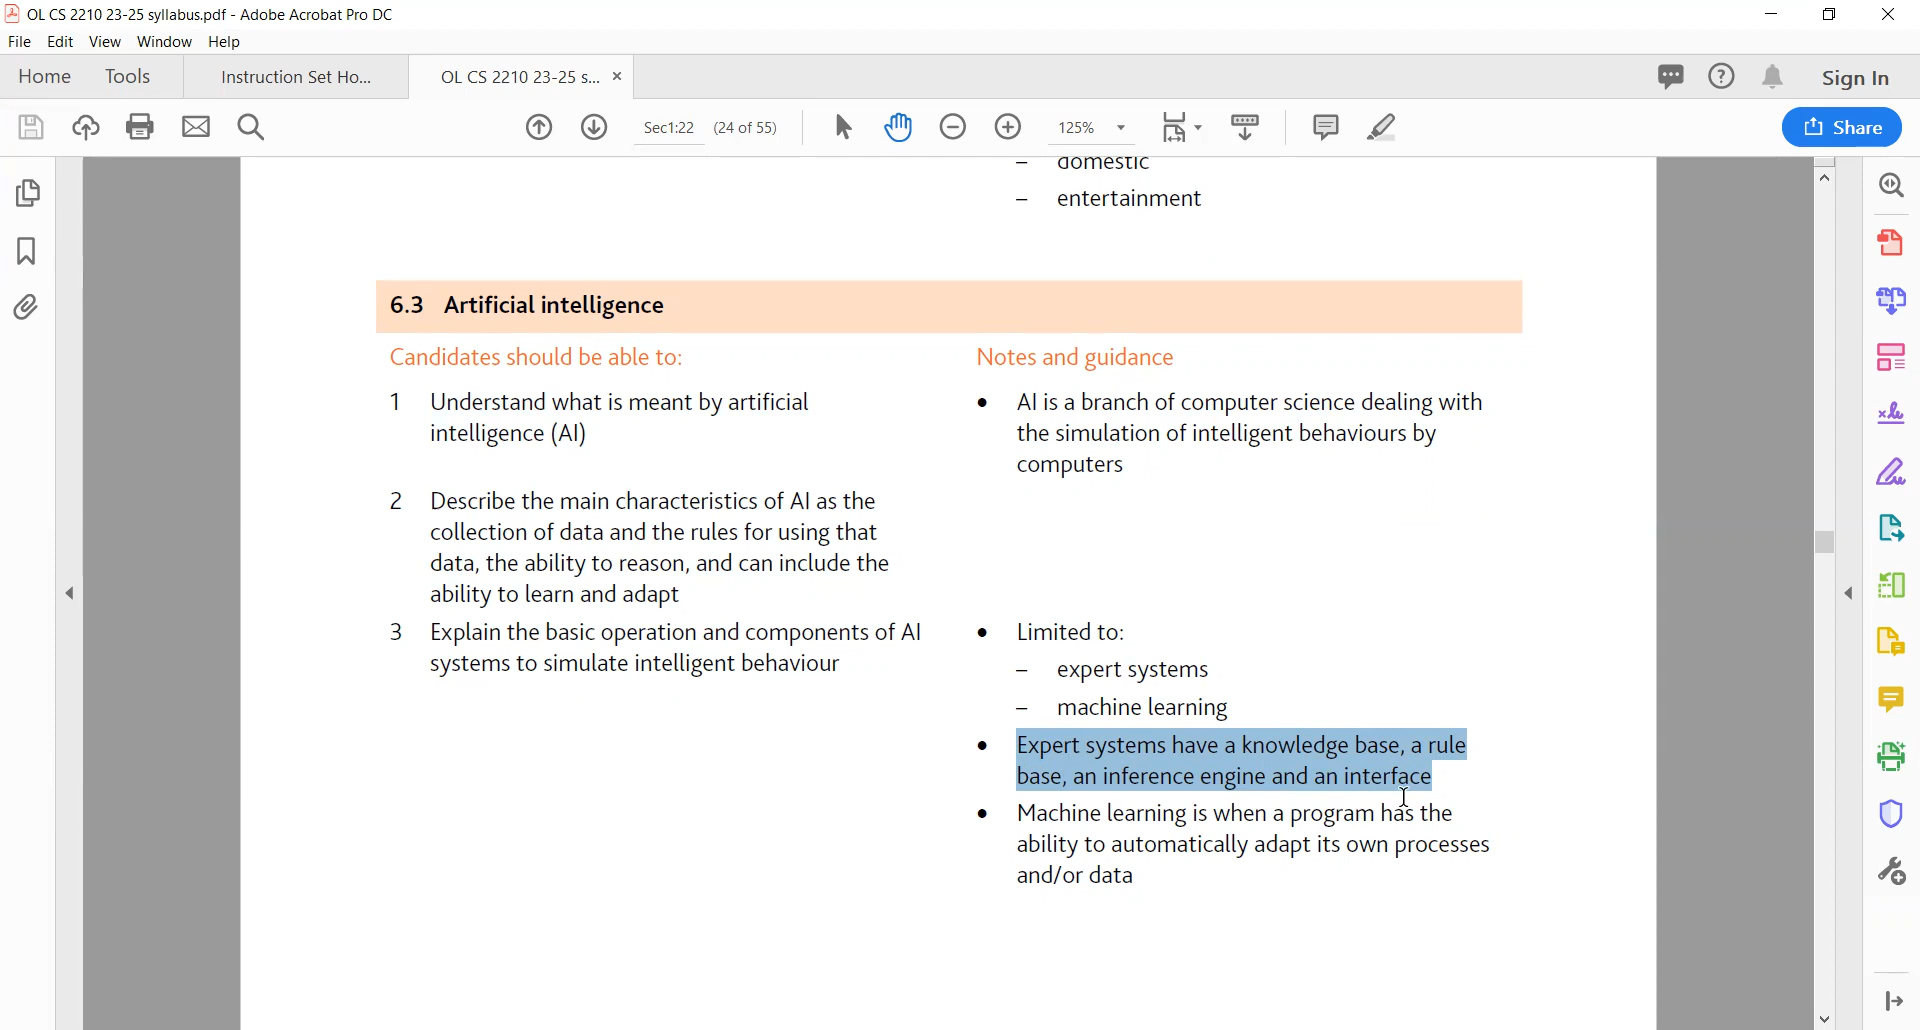 OL CS 2210 23-25 syllabus.pdf - Adobe Acrobat Pro DC
File Edit View Window Help
Home Tools Instruction Set Ho... OL CS 2210 23-25 s... × Sign In
Sec1:22 (24 of 55) 125% Share
– domestic
– entertainment
6.3 Artificial intelligence
Candidates should be able to: Notes and guidance
1 Understand what is meant by artificial
intelligence (AI)
• AI is a branch of computer science dealing with
the simulation of intelligent behaviours by
computers
2 Describe the main characteristics of AI as the
collection of data and the rules for using that
data, the ability to reason, and can include the
ability to learn and adapt
3 Explain the basic operation and components of AI
systems to simulate intelligent behaviour
• Limited to:
– expert systems
– machine learning
• Expert systems have a knowledge base, a rule
base, an inference engine and an interface
• Machine learning is when a program has the
ability to automatically adapt its own processes
and/or data